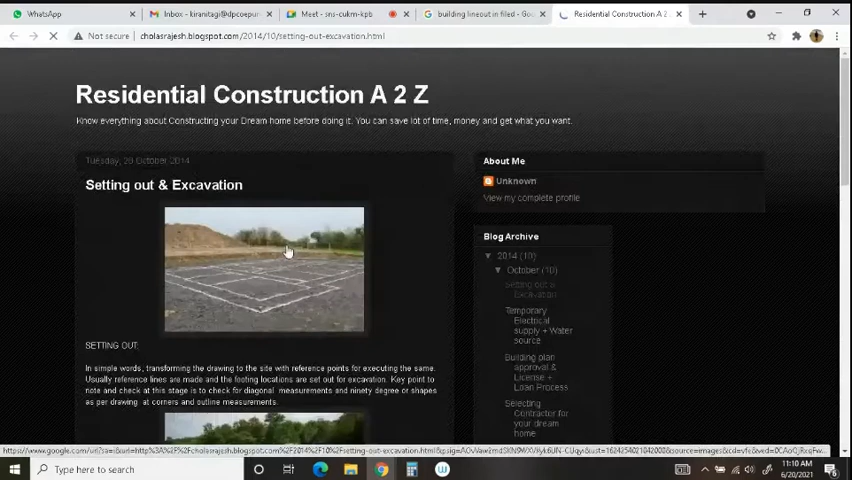 WhatsApp
Inbox - kiranitagi@dpcoepun
Meet - sns-cukm-kpb
building lineout in filed - Goo
Residential Construction A 2 Z
Not secure
cholasrajesh.blogspot.com/2014/10/setting-out-excavation.html
Residential Construction A 2 Z
Know everything about Constructing your Dream home before doing it. You can save lot of time, money and get what you want.
October 2014
Setting out & Excavation
SETTING OUT:
In simple words, transforming the drawing to the site with reference points for executing the same.
Usually reference lines are made and the footing locations are set out for excavation. Key point to
note and check at this stage is to check for diagonal measurements and ninety degree or shapes
as per drawing at corners and outline measurements.
About Me
Unknown
View my complete profile
Blog Archive
▼ 2014 (10)
▼ October (10)
Setting out &
Excavation
Temporary
Electrical
supply + Water
source
Building plan
approval &
License +
Loan Process
Selecting
Contractor for
your dream
home
Type here to search
11:10 AM
6/20/2021